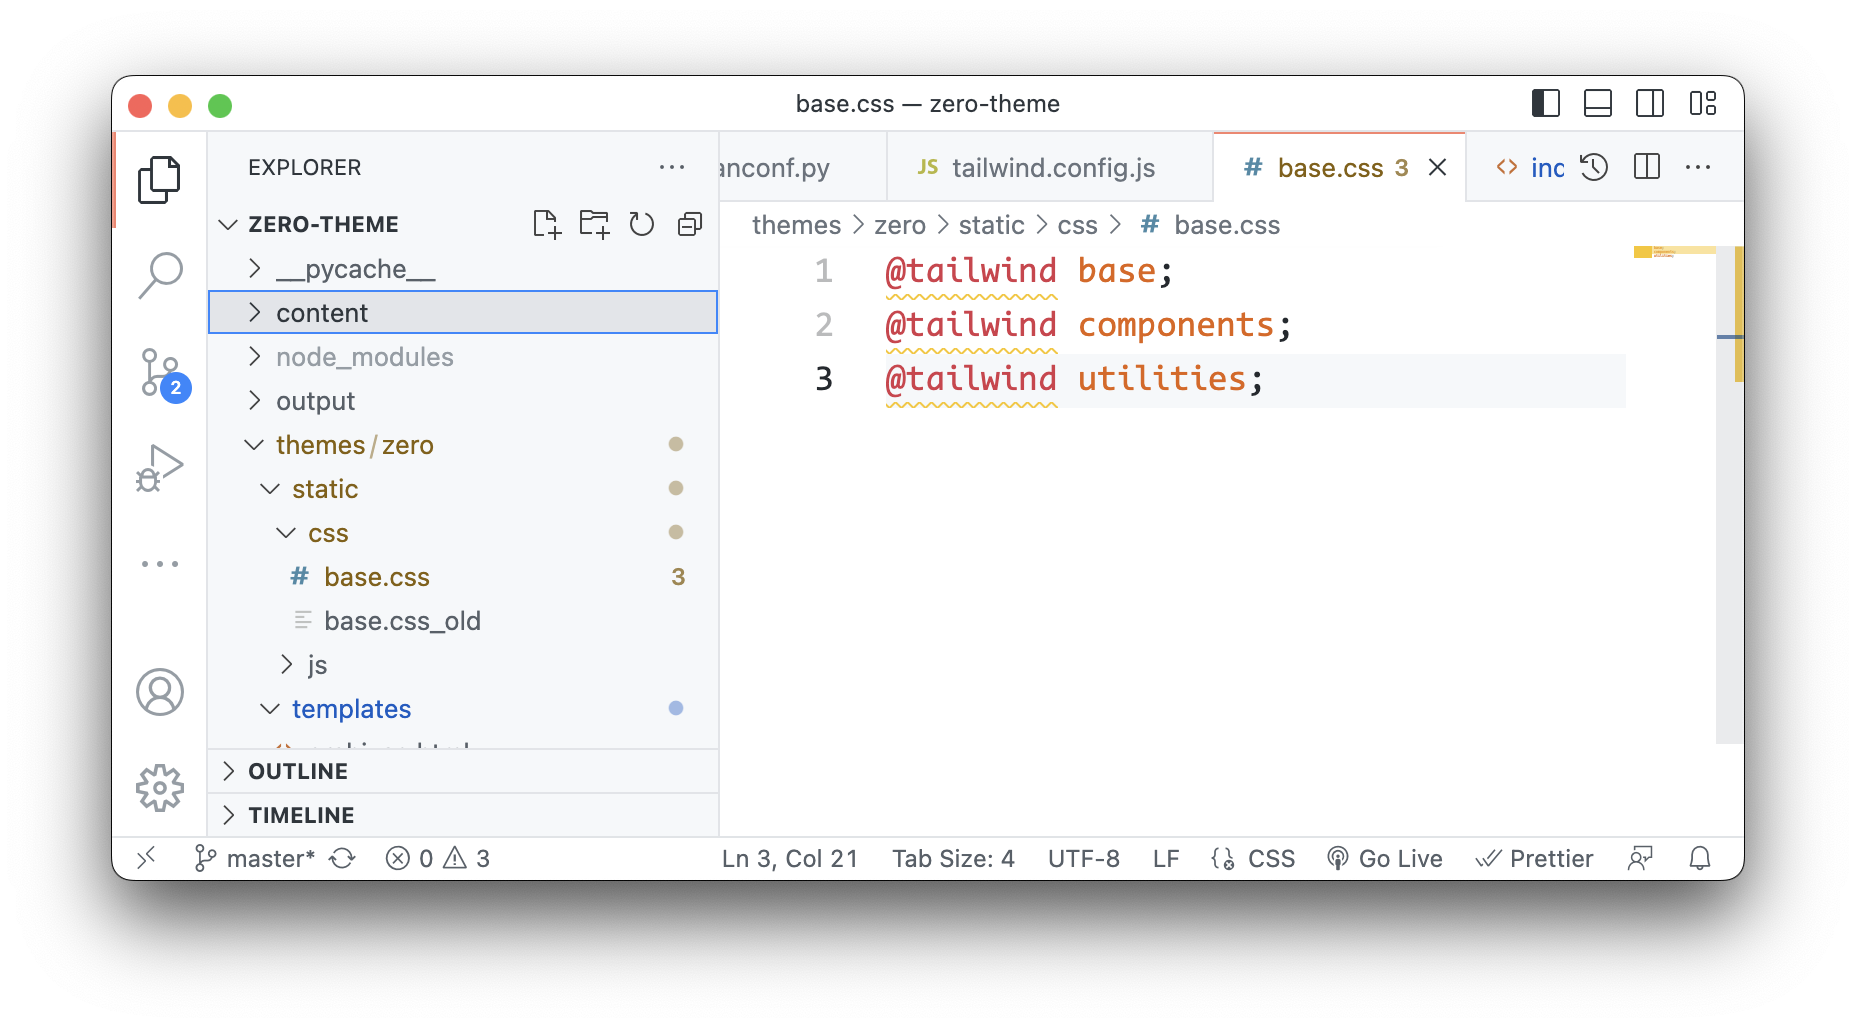 base.css — zero-theme
EXPLORER
anconf.py
JS tailwind.config.js
# base.css 3
ZERO-THEME
themes > zero > static > css > # base.css
__pycache__
content
node_modules
output
themes/zero
static
css
# base.css 3
base.css_old
js
templates
OUTLINE
TIMELINE
1 @tailwind base;
2 @tailwind components;
3 @tailwind utilities;
2
master* 0 3
Ln 3, Col 21 Tab Size: 4 UTF-8 LF CSS Go Live Prettier